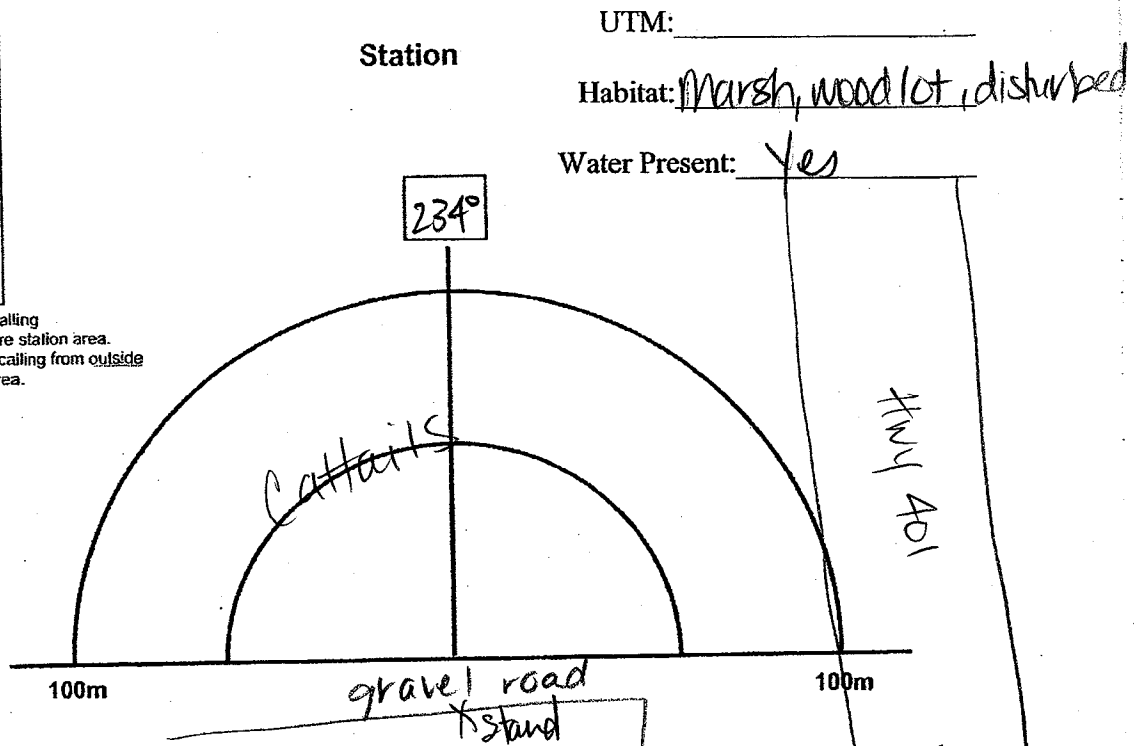 UTM:
Station
Habitat: Marsh, woodlot, disturbed
Water Present: Yes
234°
alling
re station area.
calling from outside
rea.
Cattails
Hwy 401
100m
100m
gravel road
X stand